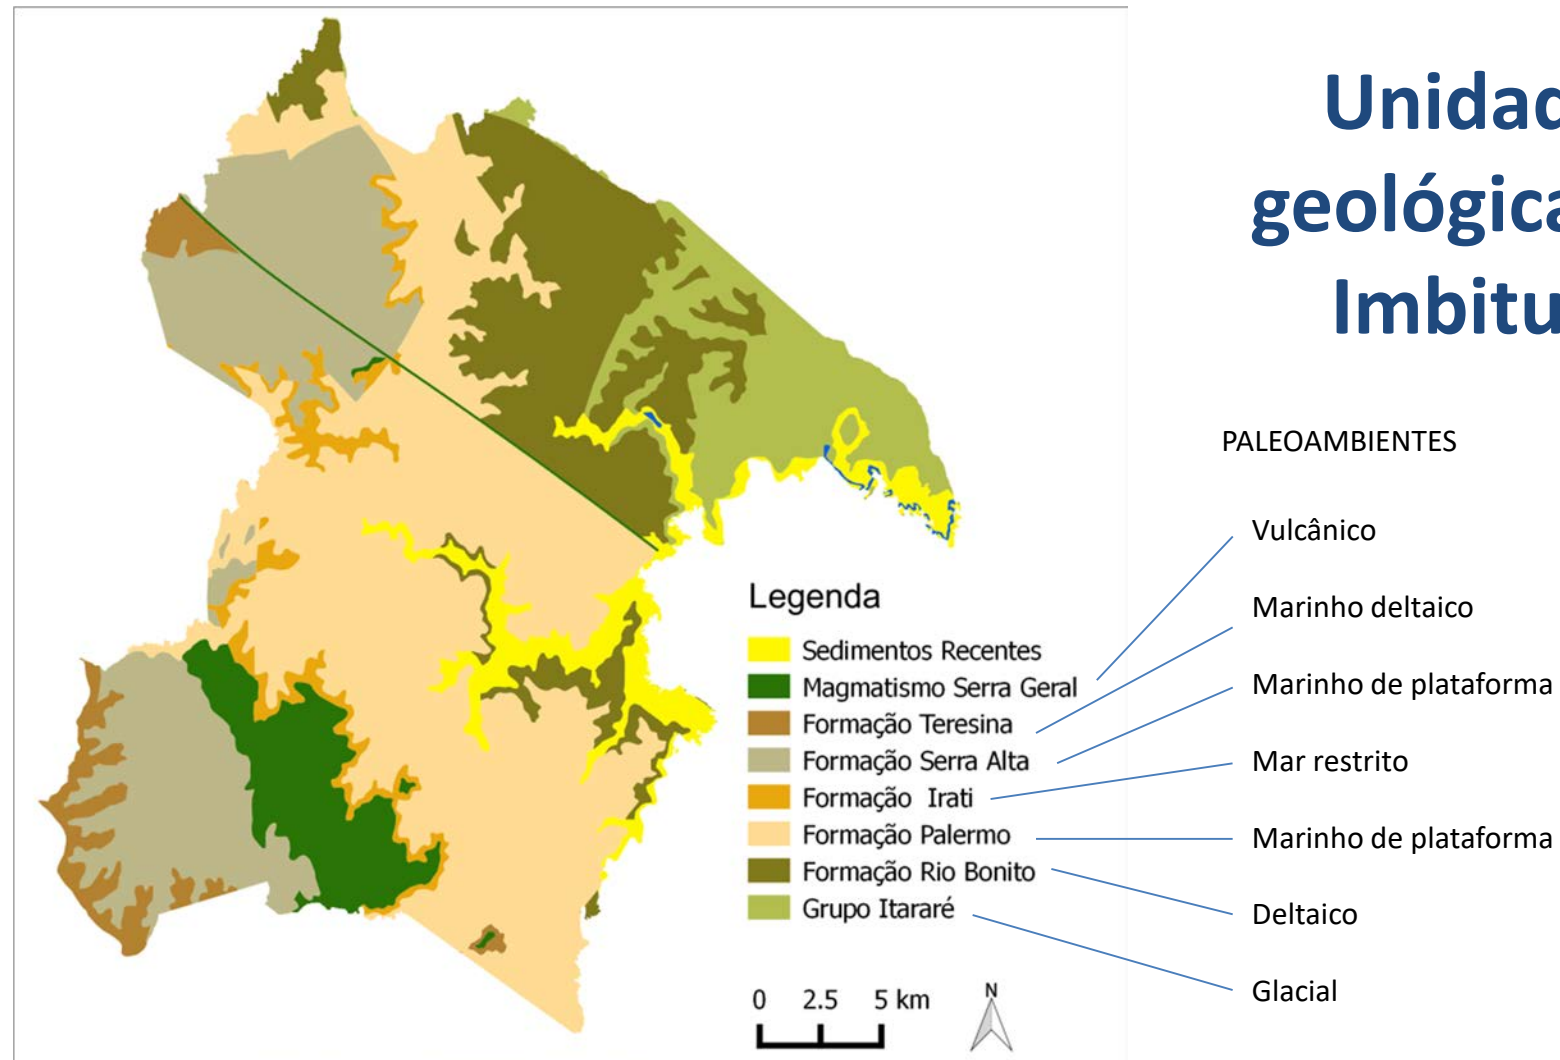 Unidad
geológica
Imbitu
PALEOAMBIENTES
Vulcânico
Marinho deltaico
Marinho de plataforma
Mar restrito
Marinho de plataforma
Deltaico
Glacial
Legenda
Sedimentos Recentes
Magmatismo Serra Geral
Formação Teresina
Formação Serra Alta
Formação Irati
Formação Palermo
Formação Rio Bonito
Grupo Itararé
0 2.5 5 km
N